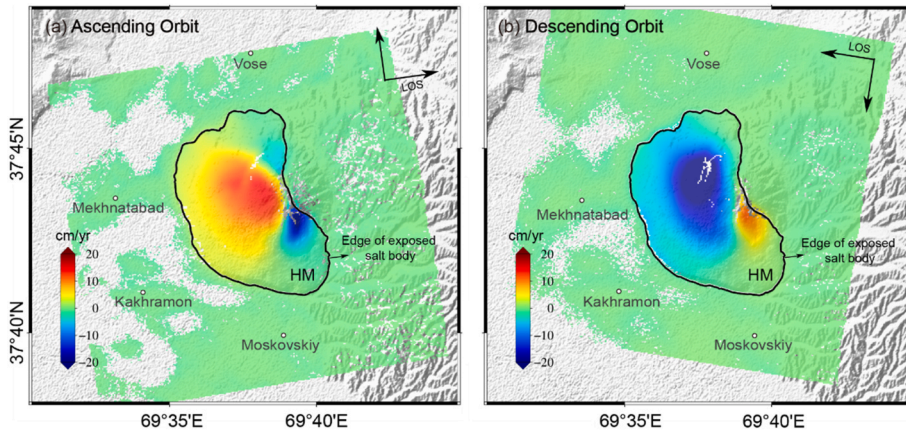 (a) Ascending Orbit
LOS
Vose
Mekhnatabad
cm/yr
20
10
0
−10
−20
Kakhramon
HM
Edge of exposed
salt body
Moskovskiy
37°45'N
37°40'N
69°35'E
69°40'E
(b) Descending Orbit
LOS
Vose
Mekhnatabad
cm/yr
20
10
0
−10
−20
Kakhramon
HM
Edge of exposed
salt body
Moskovskiy
69°35'E
69°40'E